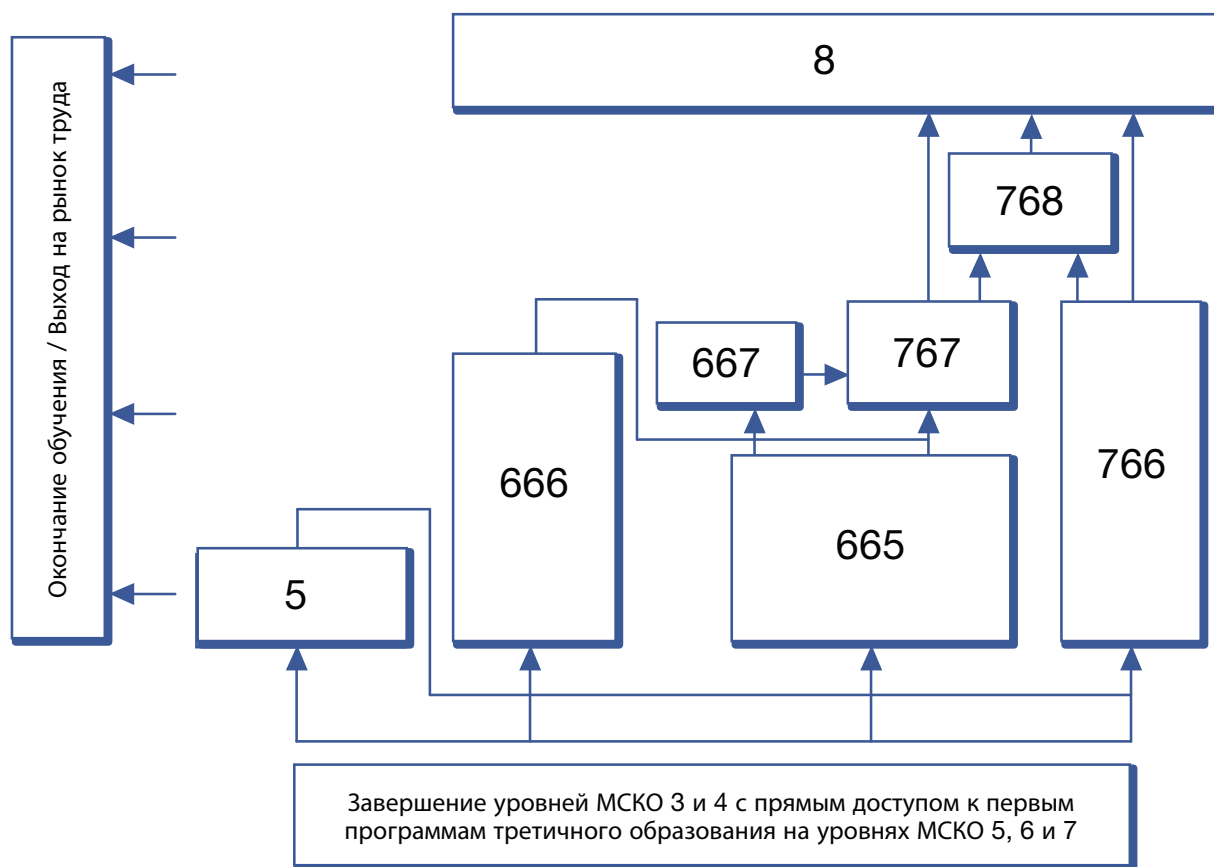 Окончание обучения / Выход на рынок труда
8
768
667
767
666
766
665
5
Завершение уровней МСКО 3 и 4 с прямым доступом к первым
программам третичного образования на уровнях МСКО 5, 6 и 7